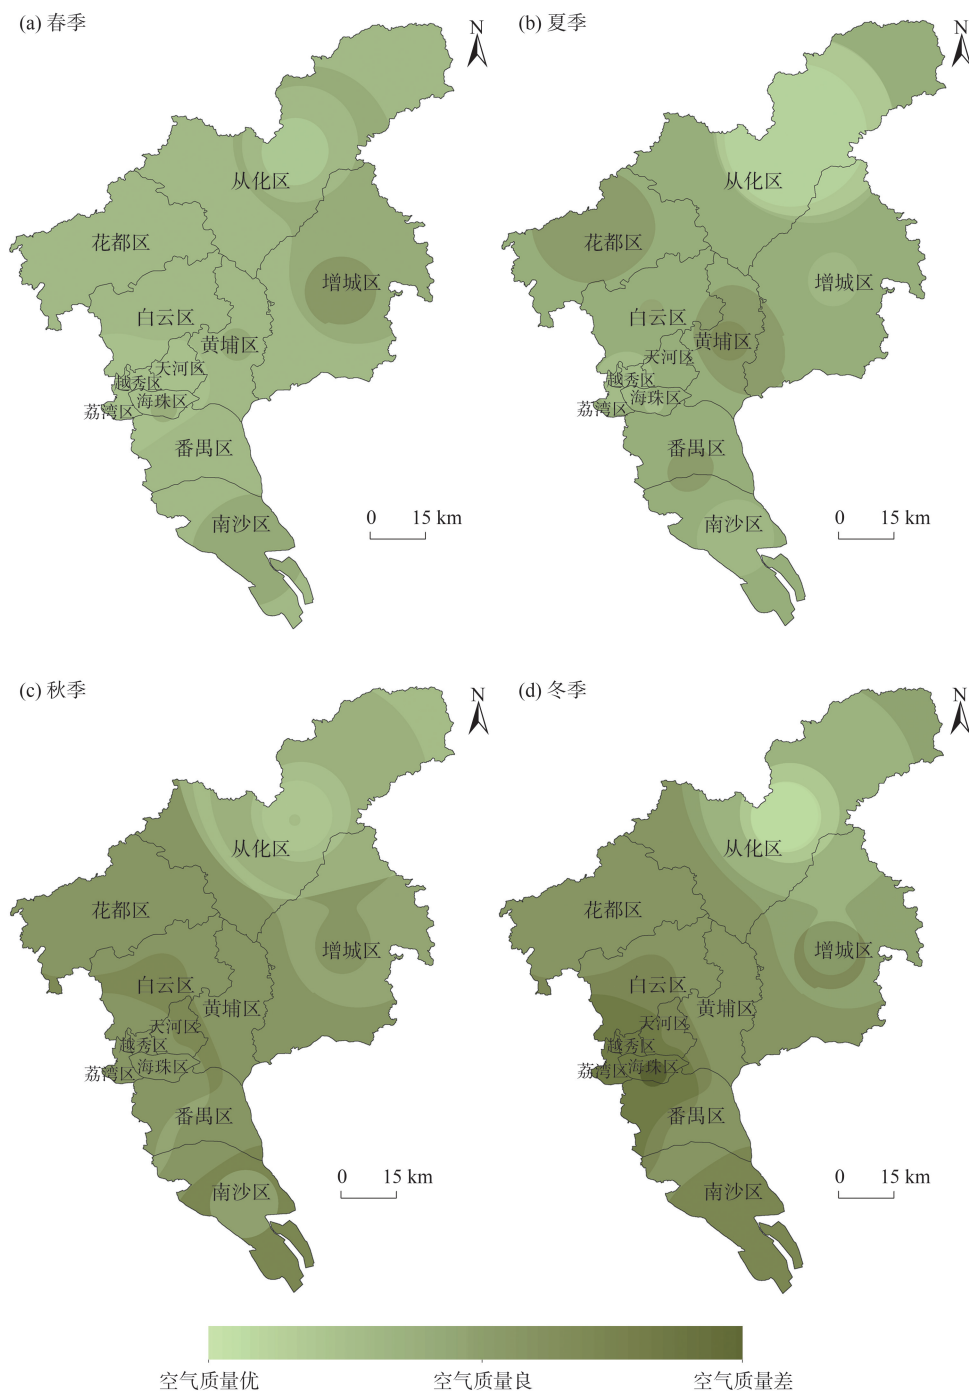 (a) 春季
N
从化区
花都区
增城区
白云区
黄埔区
天河区
越秀区
海珠区
荔湾区
番禺区
南沙区
0 15 km
(b) 夏季
N
从化区
花都区
增城区
白云区
黄埔区
天河区
越秀区
海珠区
荔湾区
番禺区
南沙区
0 15 km
(c) 秋季
N
从化区
花都区
增城区
白云区
黄埔区
天河区
越秀区
海珠区
荔湾区
番禺区
南沙区
0 15 km
(d) 冬季
N
从化区
花都区
增城区
白云区
黄埔区
天河区
越秀区
海珠区
荔湾区
番禺区
南沙区
0 15 km
空气质量优 空气质量良 空气质量差